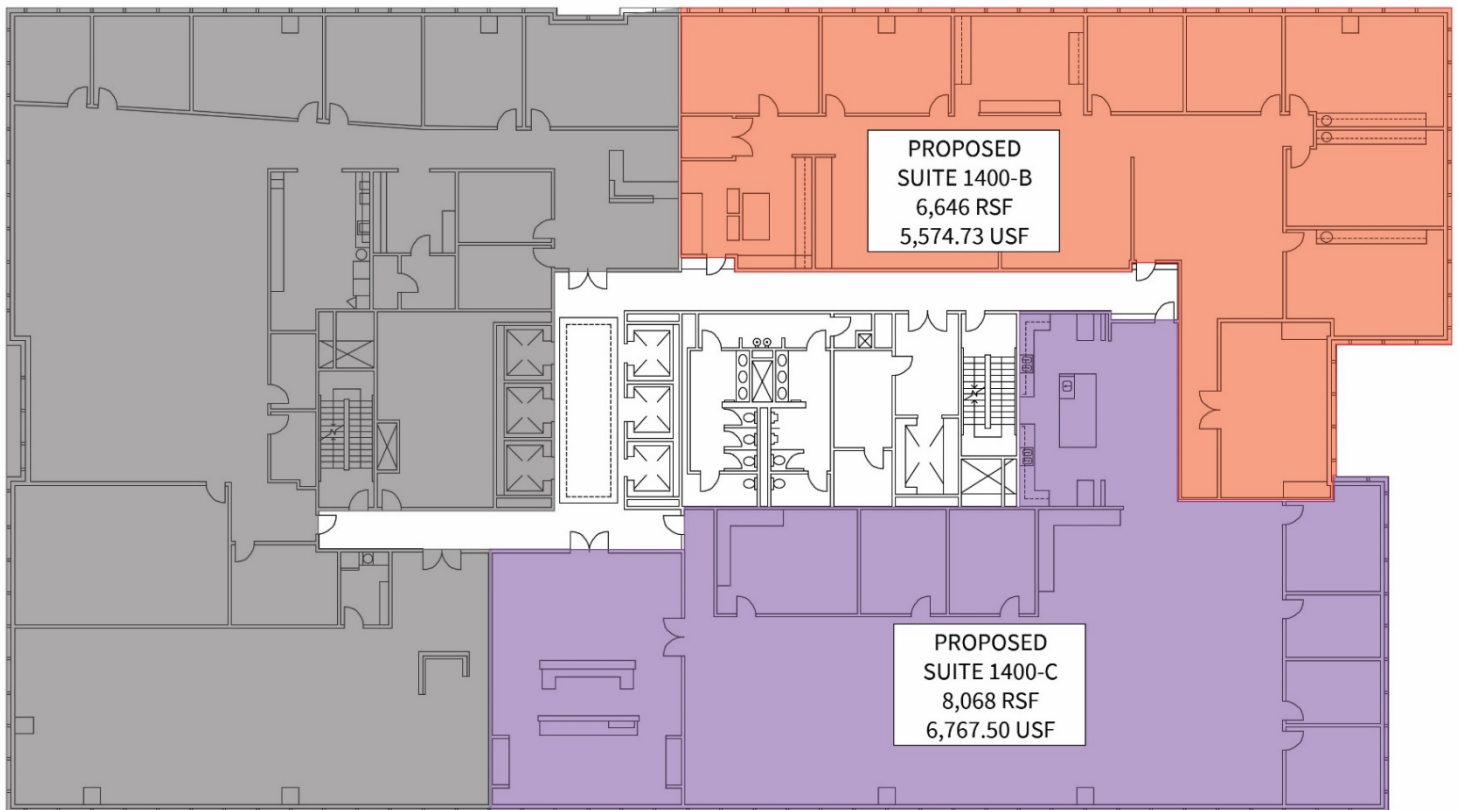 PROPOSED
SUITE 1400-B
6,646 RSF
5,574.73 USF
PROPOSED
SUITE 1400-C
8,068 RSF
6,767.50 USF